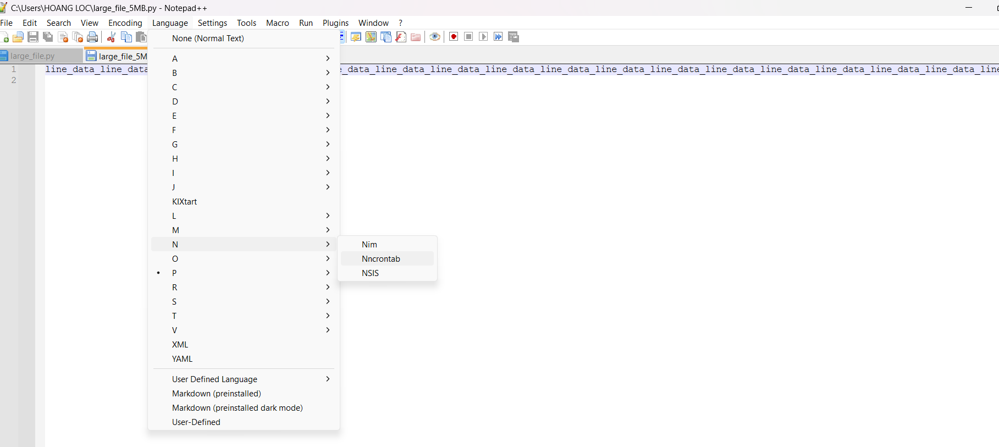 C:\Users\HOANG LOC\large_file_5MB.py - Notepad++
File Edit Search View Encoding Language Settings Tools Macro Run Plugins Window ?
None (Normal Text)
large_file.py large_file_5M
A
1 line_data_line_data _data_line_data_line_data_line_data_line_data_line_data_line_data_line_data_line_data_line_data_line_data_line_data_line
B
2
C
D
E
F
G
H
I
J
KIXtart
L
M
N Nim
O Nncrontab
P NSIS
R
S
T
V
XML
YAML
User Defined Language
Markdown (preinstalled)
Markdown (preinstalled dark mode)
User-Defined